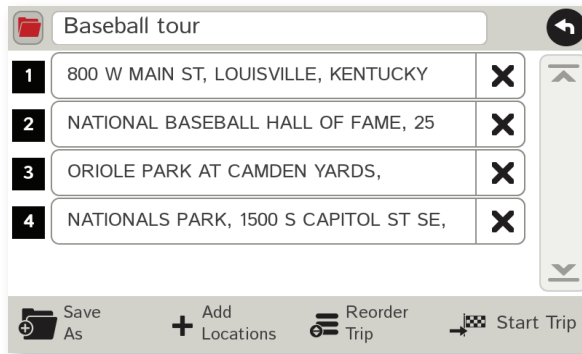 Baseball tour
1 800 W MAIN ST, LOUISVILLE, KENTUCKY
2 NATIONAL BASEBALL HALL OF FAME, 25
3 ORIOLE PARK AT CAMDEN YARDS,
4 NATIONALS PARK, 1500 S CAPITOL ST SE,
Save As
Add Locations
Reorder Trip
Start Trip